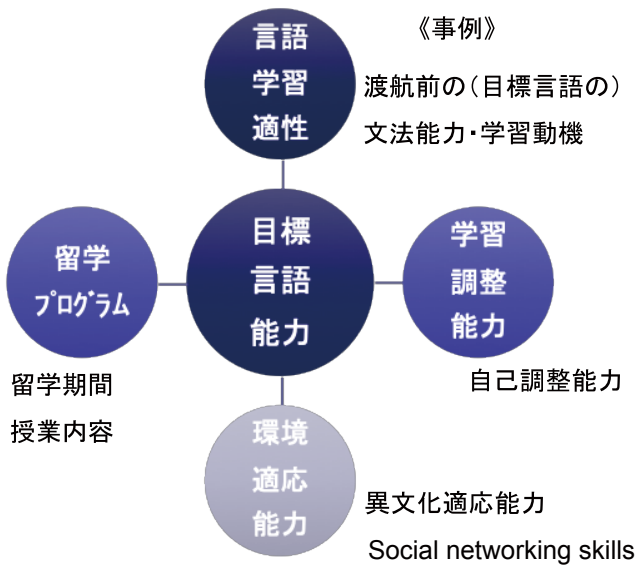 言語
学習
適性
《事例》
渡航前の（目標言語の）
文法能力・学習動機
目標
言語
能力
留学
ﾌﾟﾛｸﾞﾗﾑ
留学期間
授業内容
学習
調整
能力
自己調整能力
環境
適応
能力
異文化適応能力
Social networking skills